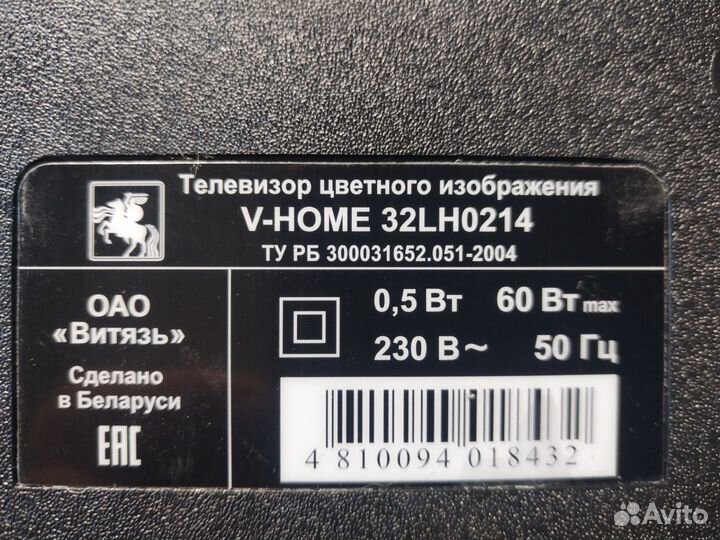 Телевизор цветного изображения
V-HOME 32LH0214
ТУ РБ 300031652.051-2004
ОАО
«Витязь»
Сделано
в Беларуси
EAC
0,5 Вт 60 Вт max
230 В ~ 50 Гц
4 810094 018432
Avito